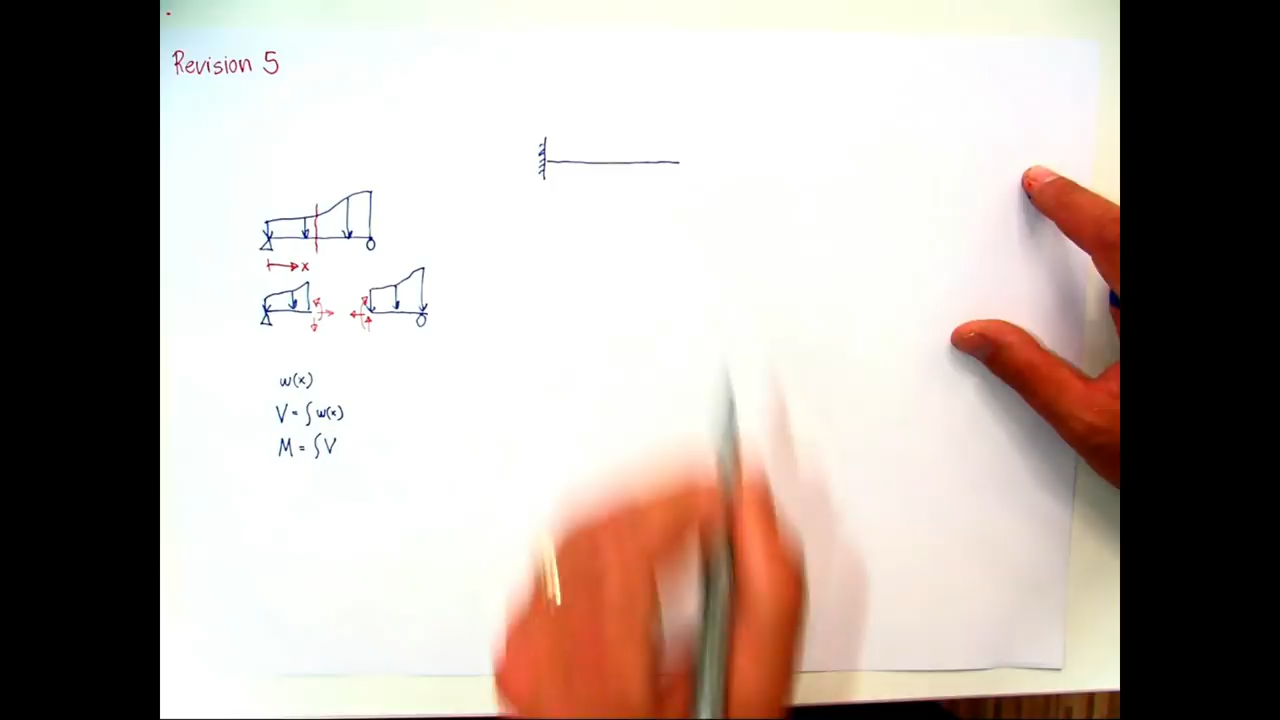 Revision 5
x
w(x)
V = ∫ w(x)
M = ∫ V